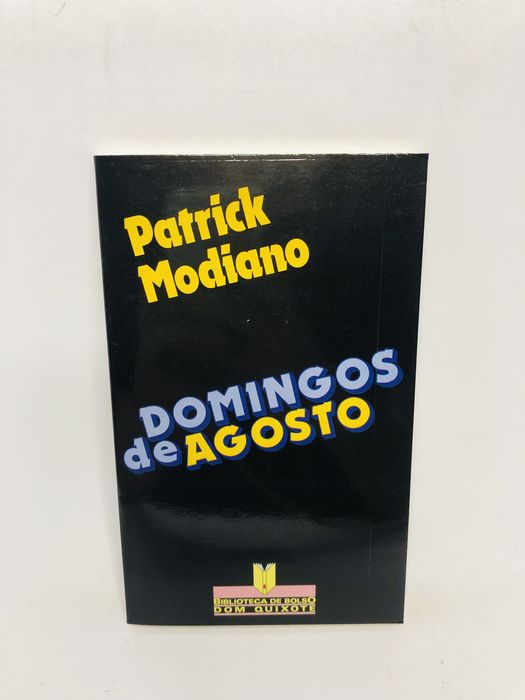 Patrick
Modiano
DOMINGOS
de AGOSTO
BIBLIOTECA DE BOLSO
DOM QUIXOTE